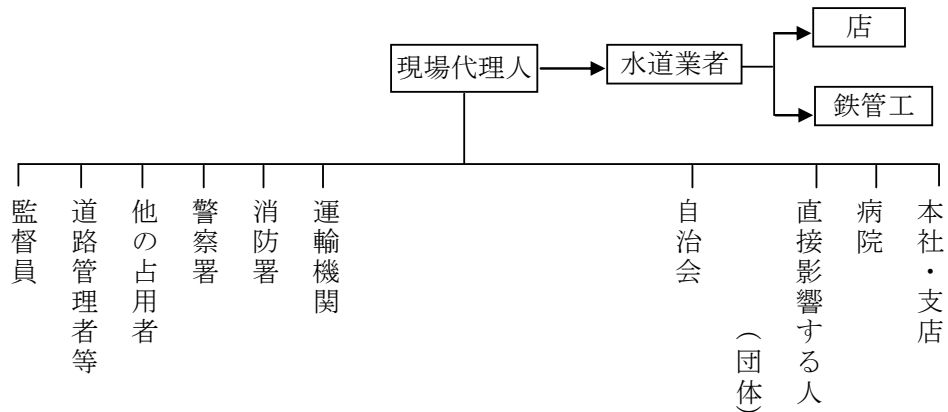 店
現場代理人
水道業者
鉄管工
監督員
道路管理者等
他の占用者
警察署
消防署
運輸機関
自治会
直接影響する人
（団体）
病院
本社・支店